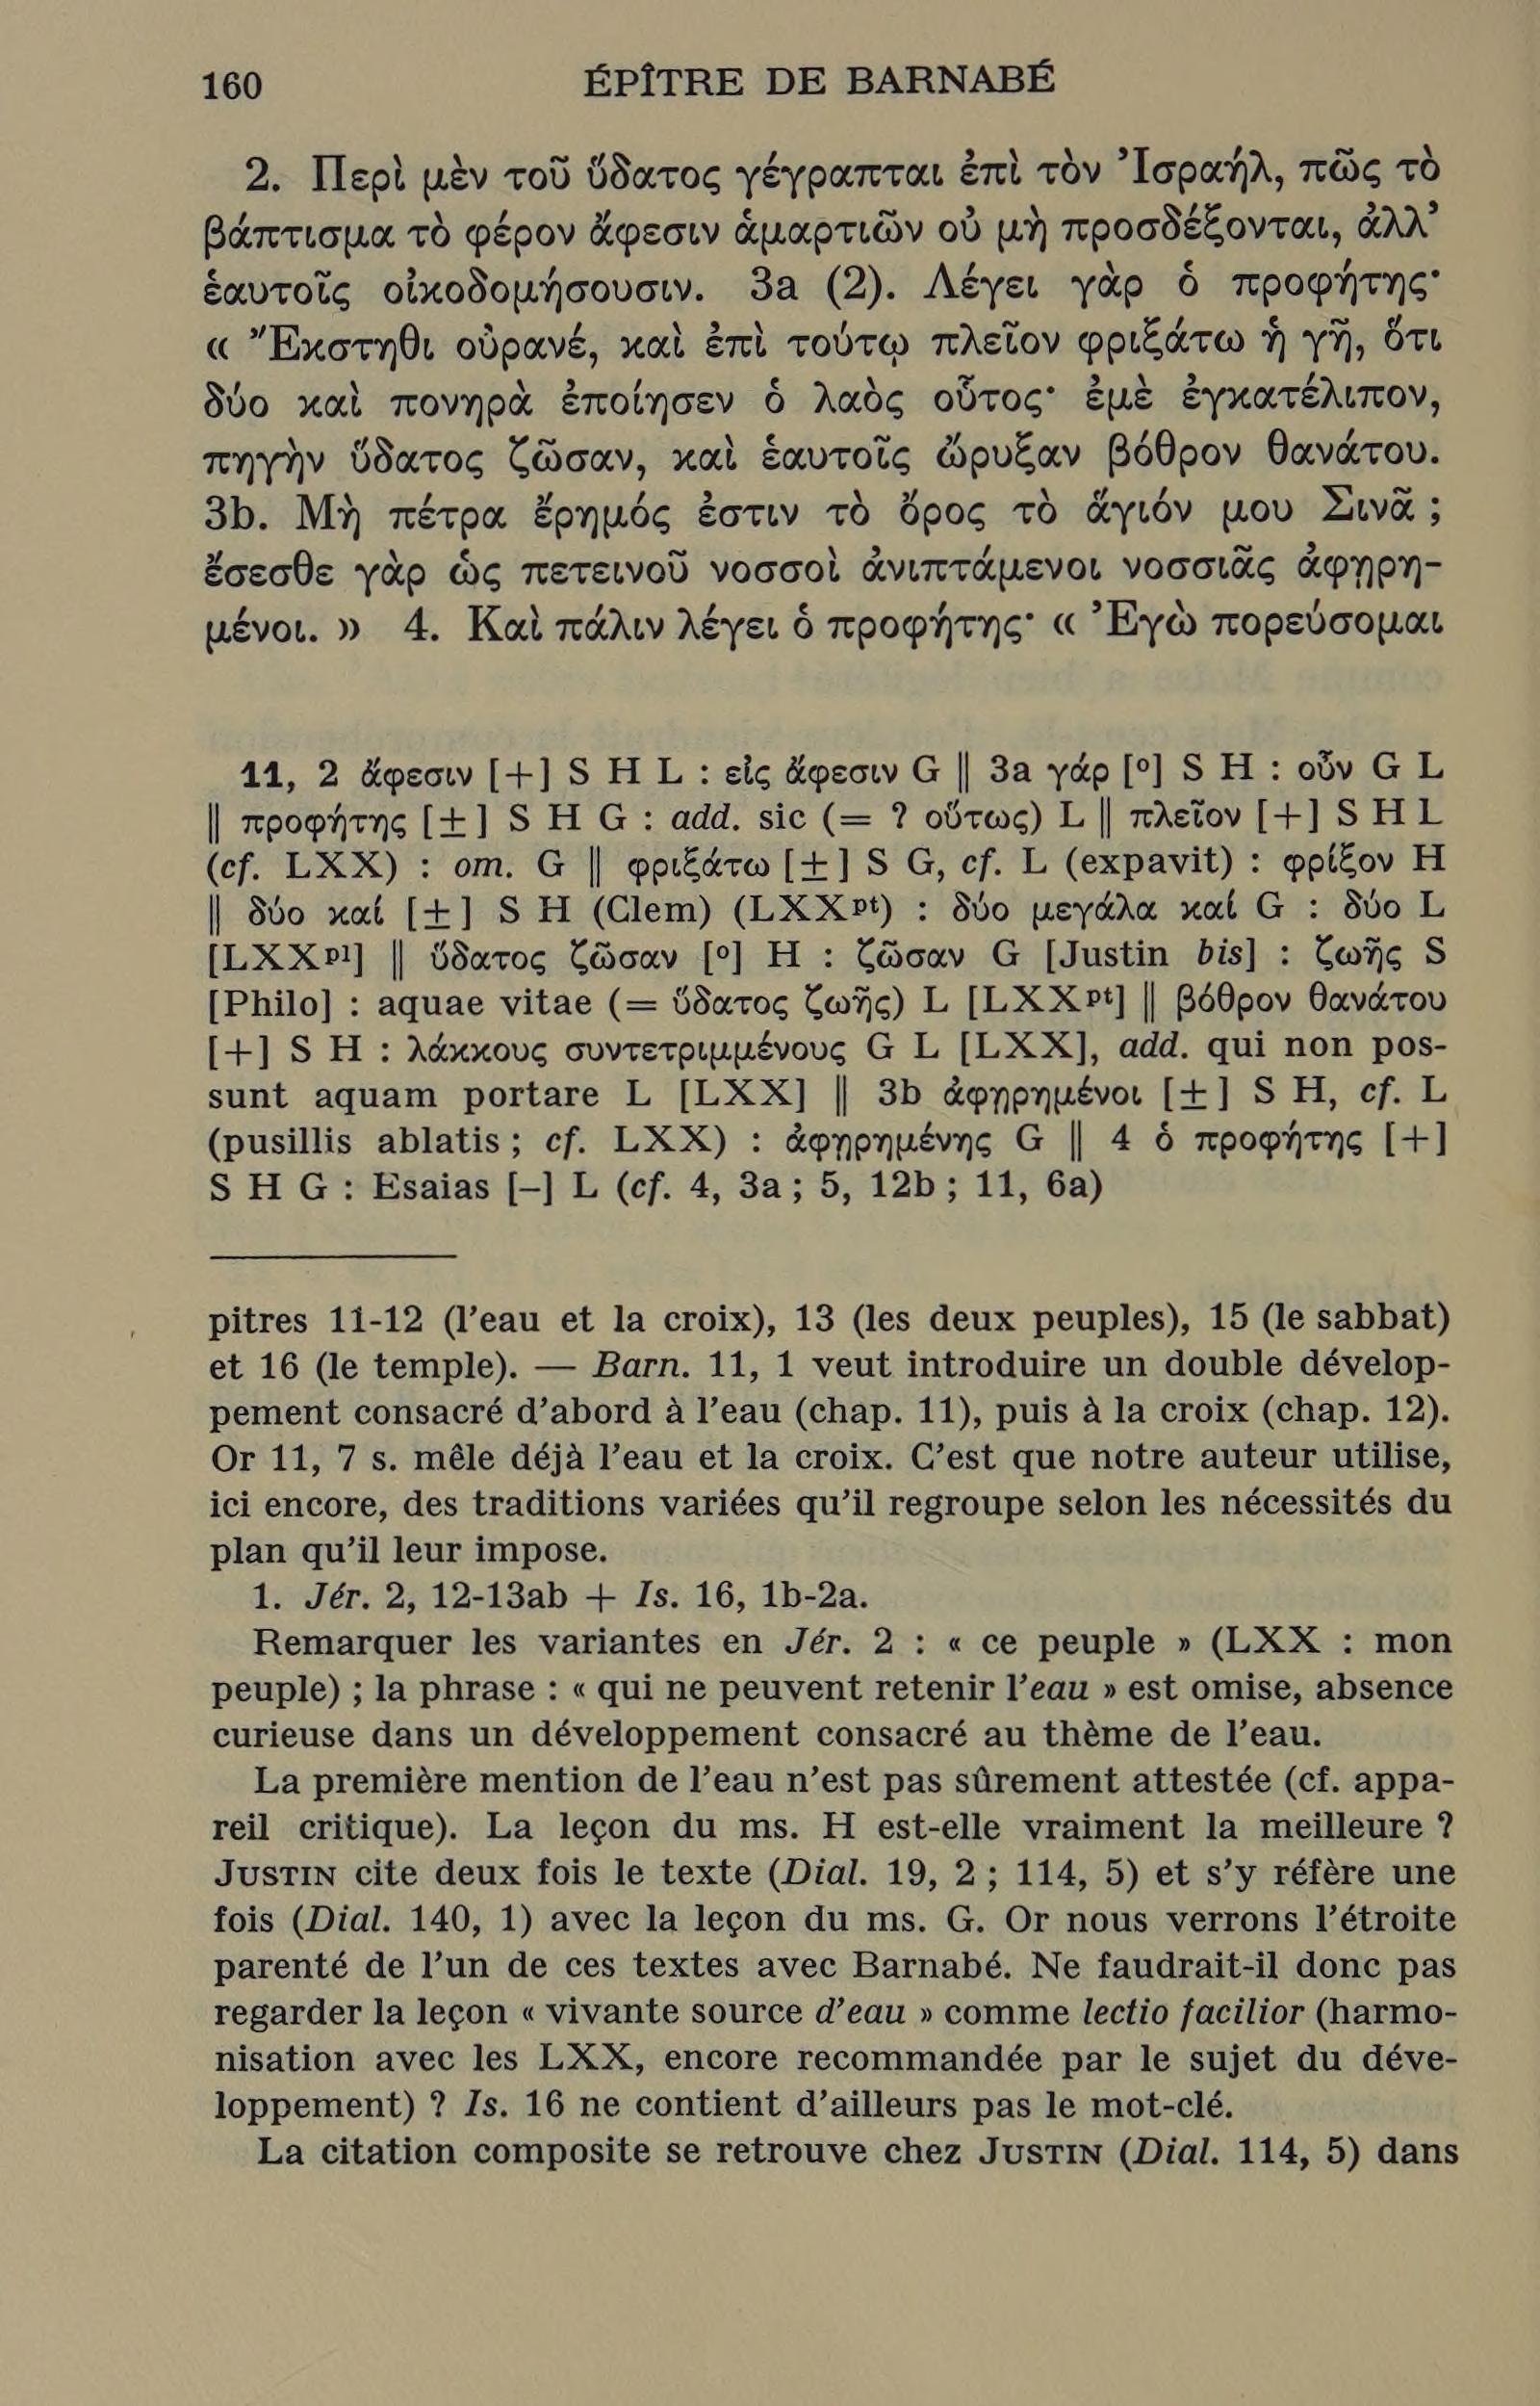 160
ÉPÎTRE DE BARNABÉ
2. Περὶ μὲν τοῦ ὕδατος γέγραπται ἐπὶ τὸν Ἰσραήλ, πῶς τὸ
βάπτισμα τὸ φέρον ἄφεσιν ἁμαρτιῶν οὐ μὴ προσδέξονται, ἀλλ’
ἑαυτοῖς οἰκοδομήσουσιν. 3a (2). Λέγει γὰρ ὁ προφήτης·
« Ἔκστηθι οὐρανέ, καὶ ἐπὶ τούτῳ πλεῖον φριξάτω ἡ γῆ, ὅτι
δύο καὶ πονηρὰ ἐποίησεν ὁ λαὸς οὗτος· ἐμὲ ἐγκατέλιπον,
πηγὴν ὕδατος ζῶσαν, καὶ ἑαυτοῖς ὤρυξαν βόθρον θανάτου.
3b. Μὴ πέτρα ἔρημός ἐστιν τὸ ὄρος τὸ ἅγιόν μου Σινᾶ ;
ἔσεσθε γὰρ ὡς πετεινοῦ νοσσοὶ ἀνιπτάμενοι νοσσιᾶς ἀφῃρη-
μένοι. » 4. Καὶ πάλιν λέγει ὁ προφήτης· « Ἐγὼ πορεύσομαι
11, 2 ἄφεσιν [+] S H L : εἰς ἄφεσιν G ‖ 3a γάρ [º] S H : οὖν G L
‖ προφήτης [±] S H G : add. sic (= ? οὕτως) L ‖ πλεῖον [+] S H L
(cf. LXX) : om. G ‖ φριξάτω [±] S G, cf. L (expavit) : φρίξον H
‖ δύο καί [±] S H (Clem) (LXXᵖᵗ) : δύο μεγάλα καί G : δύο L
[LXXᵖˡ] ‖ ὕδατος ζῶσαν [º] H : ζῶσαν G [Justin bis] : ζωῆς S
[Philo] : aquae vitae (= ὕδατος ζωῆς) L [LXXᵖᵗ] ‖ βόθρον θανάτου
[+] S H : λάκκους συντετριμμένους G L [LXX], add. qui non pos-
sunt aquam portare L [LXX] ‖ 3b ἀφῃρημένοι [±] S H, cf. L
(pusillis ablatis ; cf. LXX) : ἀφῃρημένης G ‖ 4 ὁ προφήτης [+]
S H G : Esaias [–] L (cf. 4, 3a ; 5, 12b ; 11, 6a)
pitres 11-12 (l’eau et la croix), 13 (les deux peuples), 15 (le sabbat)
et 16 (le temple). — Barn. 11, 1 veut introduire un double dévelop-
pement consacré d’abord à l’eau (chap. 11), puis à la croix (chap. 12).
Or 11, 7 s. mêle déjà l’eau et la croix. C’est que notre auteur utilise,
ici encore, des traditions variées qu’il regroupe selon les nécessités du
plan qu’il leur impose.
1. Jér. 2, 12-13ab + Is. 16, 1b-2a.
Remarquer les variantes en Jér. 2 : « ce peuple » (LXX : mon
peuple) ; la phrase : « qui ne peuvent retenir l’eau » est omise, absence
curieuse dans un développement consacré au thème de l’eau.
La première mention de l’eau n’est pas sûrement attestée (cf. appa-
reil critique). La leçon du ms. H est-elle vraiment la meilleure ?
JUSTIN cite deux fois le texte (Dial. 19, 2 ; 114, 5) et s’y réfère une
fois (Dial. 140, 1) avec la leçon du ms. G. Or nous verrons l’étroite
parenté de l’un de ces textes avec Barnabé. Ne faudrait-il donc pas
regarder la leçon « vivante source d’eau » comme lectio facilior (harmo-
nisation avec les LXX, encore recommandée par le sujet du déve-
loppement) ? Is. 16 ne contient d’ailleurs pas le mot-clé.
La citation composite se retrouve chez JUSTIN (Dial. 114, 5) dans